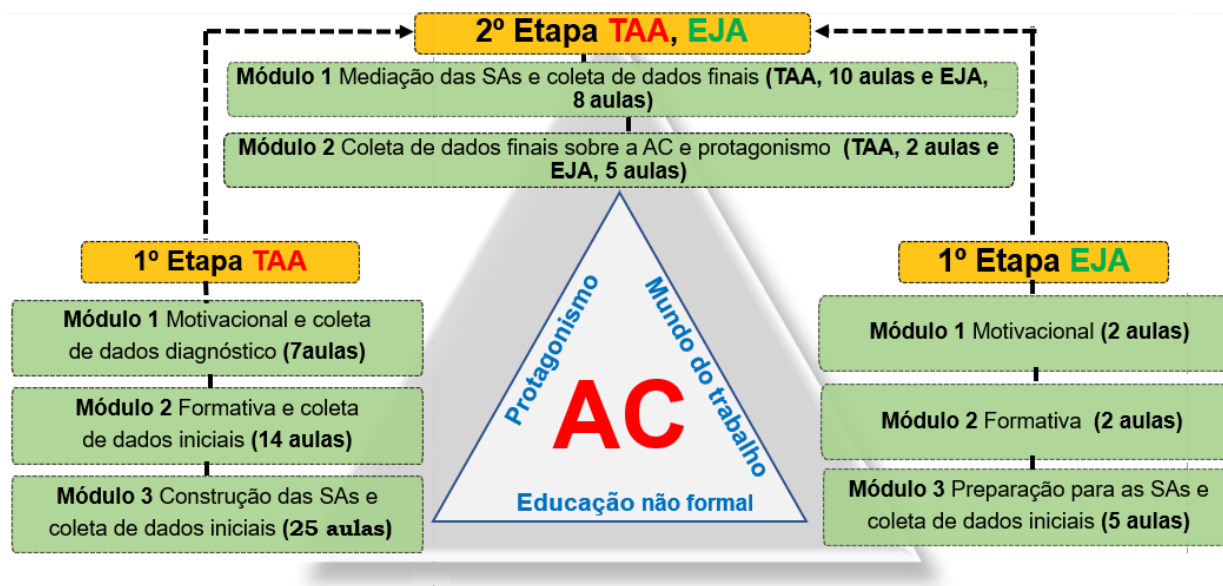 2º Etapa TAA, EJA
Módulo 1 Mediação das SAs e coleta de dados finais (TAA, 10 aulas e EJA,
8 aulas)
Módulo 2 Coleta de dados finais sobre a AC e protagonismo (TAA, 2 aulas e
EJA, 5 aulas)
1º Etapa TAA
Módulo 1 Motivacional e coleta
de dados diagnóstico (7aulas)
Módulo 2 Formativa e coleta
de dados iniciais (14 aulas)
Módulo 3 Construção das SAs e
coleta de dados iniciais (25 aulas)
Protagonismo
Mundo do trabalho
AC
Educação não formal
1º Etapa EJA
Módulo 1 Motivacional (2 aulas)
Módulo 2 Formativa (2 aulas)
Módulo 3 Preparação para as SAs e
coleta de dados iniciais (5 aulas)